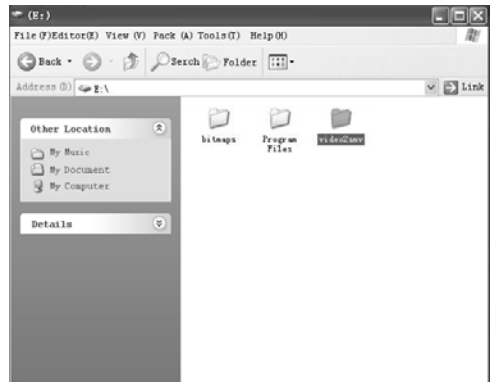 (E:)
File(F)Editor(E) View (V) Pack (A) Tools(T) Help(H)
Back Serch Folder
Address (D) E:\ Link
Other Location
My Music
My Document
My Computer
Details
bitmaps
Program
Files
video2smv